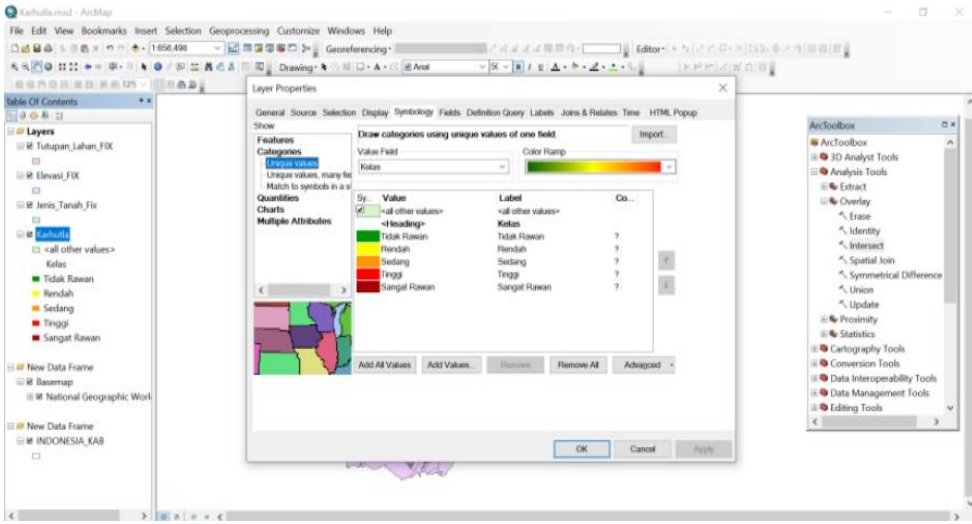 Karhutla.mxd - ArcMap
File Edit View Bookmarks Insert Selection Geoprocessing Customize Windows Help
1:656,498
Georeferencing
Editor
Drawing
Arial
125
Table Of Contents
Layers
Tutupan_Lahan_FIX
Elevasi_FIX
Jenis_Tanah_Fix
Karhutla
<all other values>
Kelas
Tidak Rawan
Rendah
Sedang
Tinggi
Sangat Rawan
New Data Frame
Basemap
National Geographic Worl
New Data Frame
INDONESIA_KAB
Layer Properties
General Source Selection Display Symbology Fields Definition Query Labels Joins & Relates Time HTML Popup
Show
Features
Categories
Unique values
Unique values, many fie
Match to symbols in a s
Quantities
Charts
Multiple Attributes
Draw categories using unique values of one field.
Import...
Value Field
Color Ramp
Kelas
Sy... Value Label Co...
<all other values> <all other values>
<Heading> Kelas
Tidak Rawan Tidak Rawan ?
Rendah Rendah ?
Sedang Sedang ?
Tinggi Tinggi ?
Sangat Rawan Sangat Rawan ?
Add All Values Add Values... Remove Remove All Advanced
OK Cancel Apply
ArcToolbox
ArcToolbox
3D Analyst Tools
Analysis Tools
Extract
Overlay
Erase
Identity
Intersect
Spatial Join
Symmetrical Difference
Union
Update
Proximity
Statistics
Cartography Tools
Conversion Tools
Data Interoperability Tools
Data Management Tools
Editing Tools